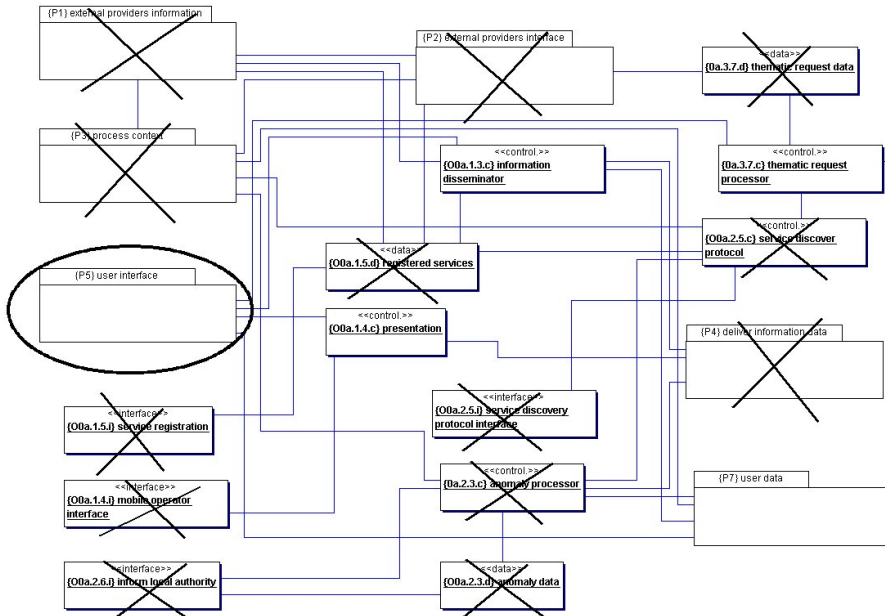 {P1} external providers information
{P2} external providers interface
<<data>>
{0a.3.7.d} thematic request data
{P3} process context
<<control.>>
{O0a.1.3.c} information
disseminator
<<control.>>
{0a.3.7.c} thematic request
processor
<<control.>>
{O0a.2.5.c} service discover
protocol
<<data>>
{O0a.1.5.d} registered services
{P5} user interface
<<control.>>
{O0a.1.4.c} presentation
{P4} deliver information data
<<interface>>
{O0a.1.5.i} service registration
<<interface>>
{O0a.2.5.i} service discovery
protocol interface
<<interface>>
{O0a.1.4.i} mobile operator
interface
<<control.>>
{0a.2.3.c} anomaly processor
{P7} user data
<<interface>>
{O0a.2.6.i} inform local authority
<<data>>
{O0a.2.3.d} anomaly data